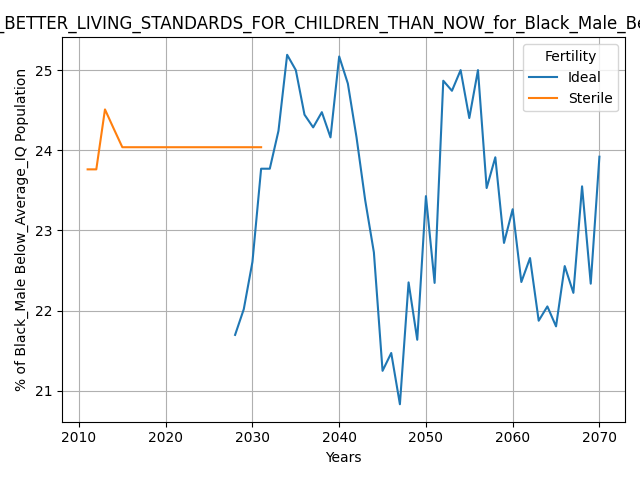 _BETTER_LIVING_STANDARDS_FOR_CHILDREN_THAN_NOW_for_Black_Male_Be
% of Black_Male Below_Average_IQ Population
25
24
23
22
21
Fertility
Ideal
Sterile
2010 2020 2030 2040 2050 2060 2070
Years